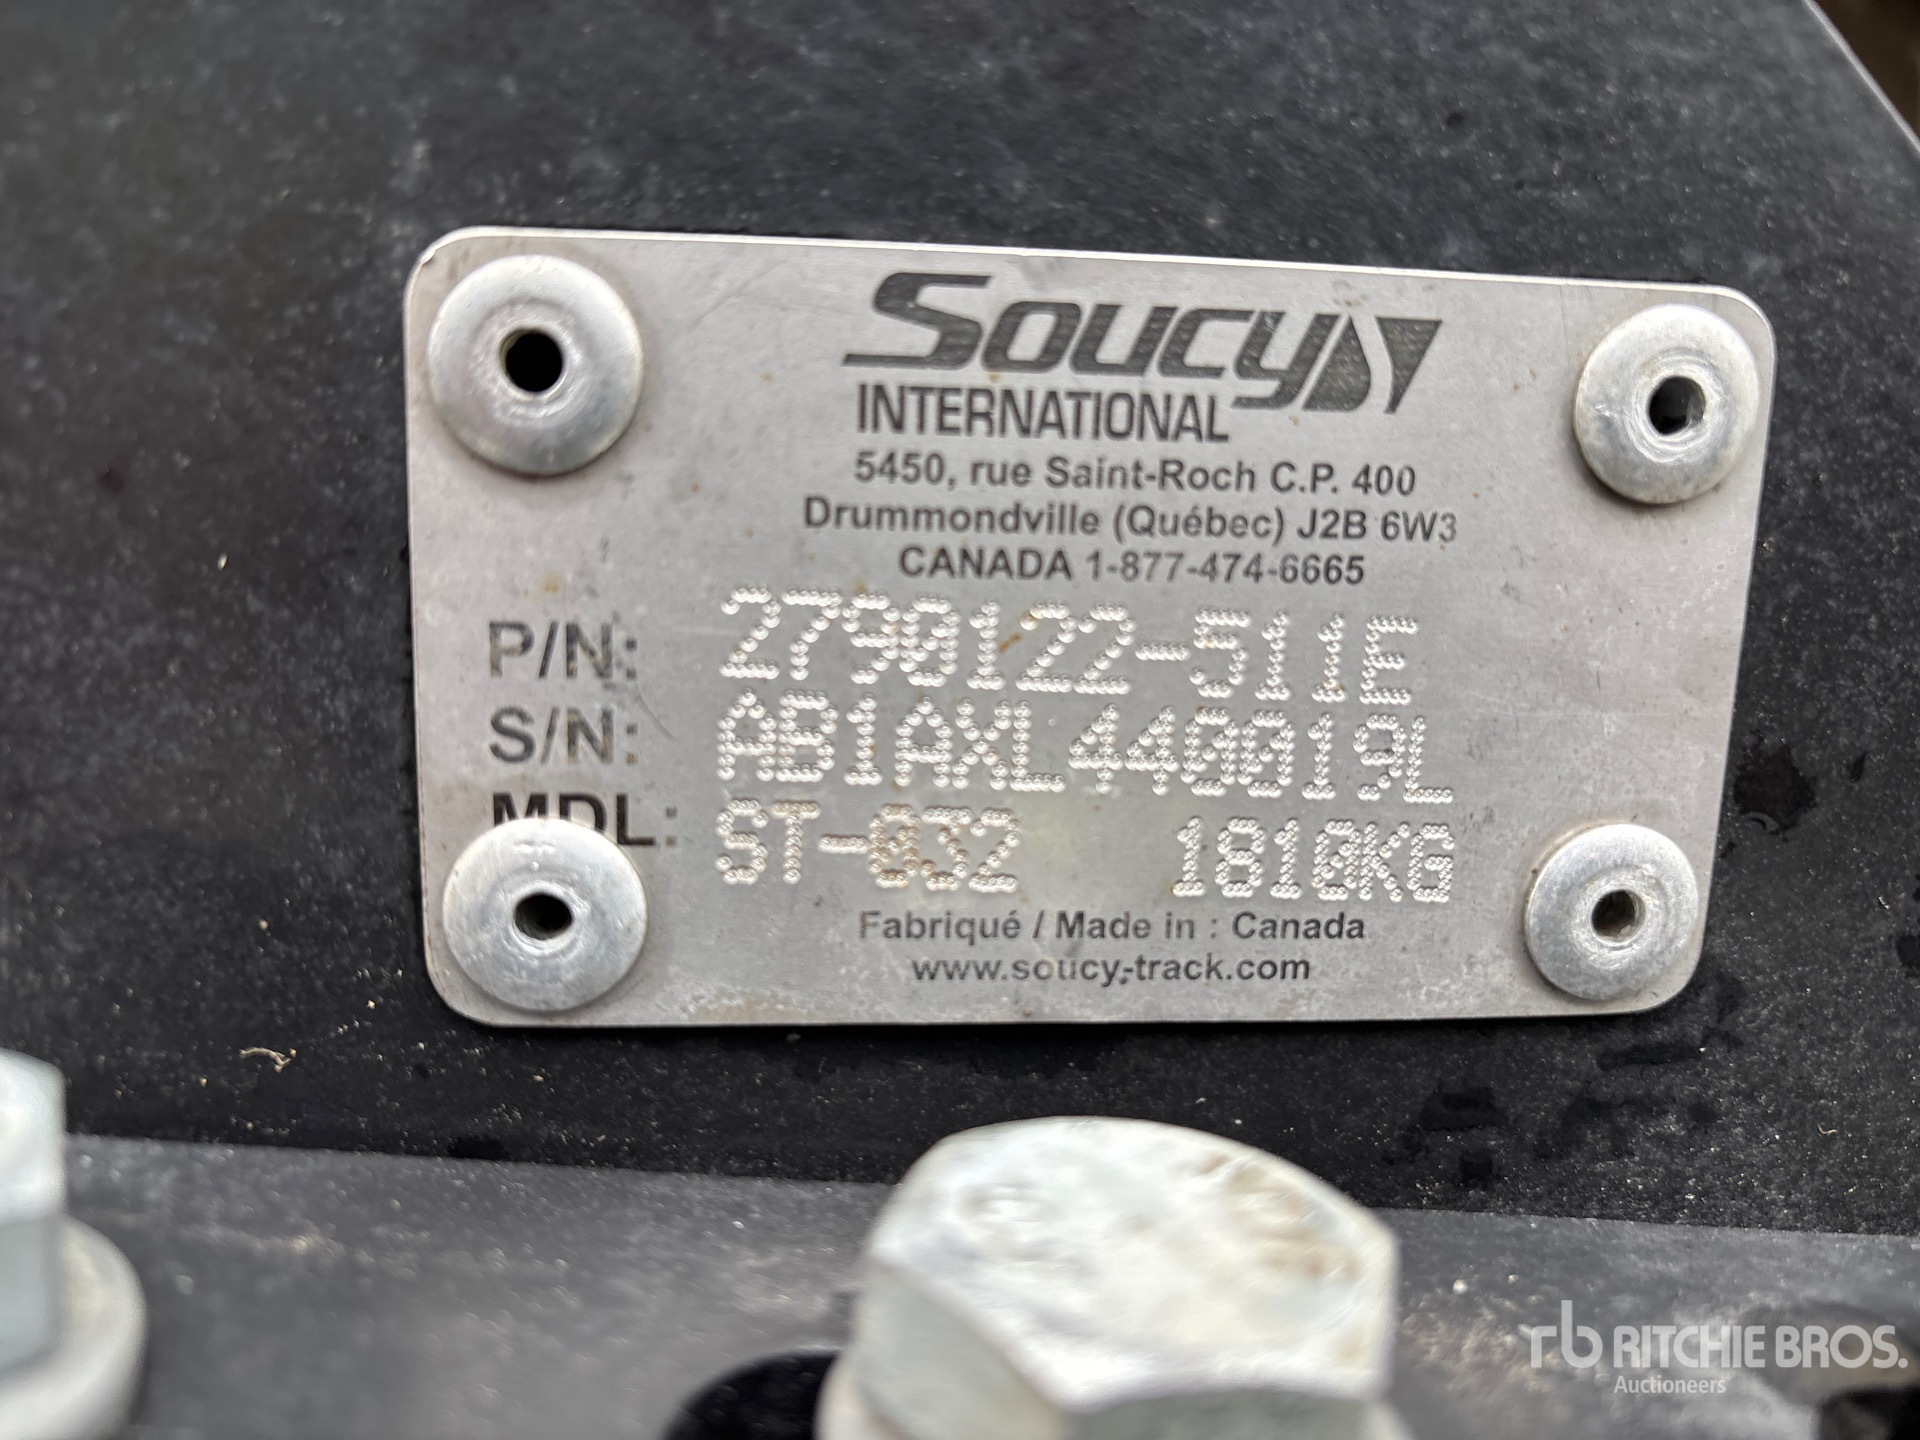 Soucy
INTERNATIONAL
5450, rue Saint-Roch C.P. 400
Drummondville (Québec) J2B 6W3
CANADA 1-877-474-6665
P/N: 2790122-511E
S/N: AB1AXL440019L
MDL: ST-032 1810KG
Fabriqué / Made in : Canada
www.soucy-track.com
rb RITCHIE BROS.
Auctioneers